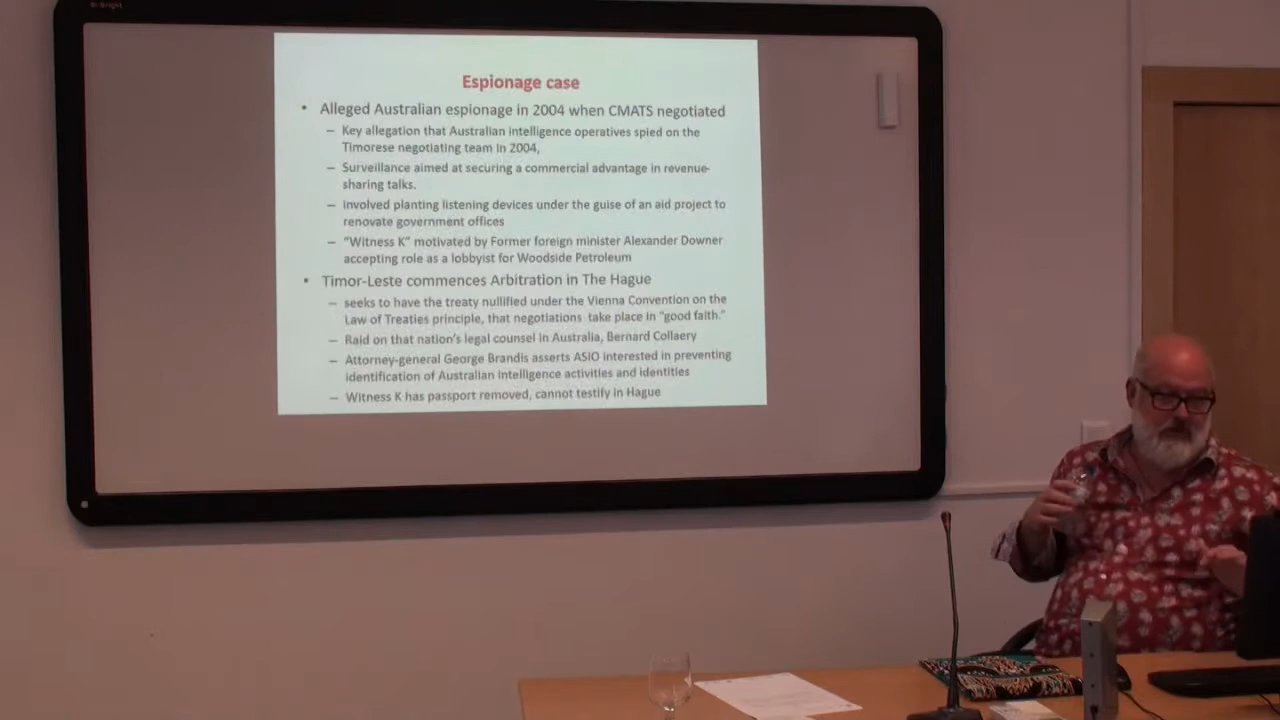 Espionage case
• Alleged Australian espionage in 2004 when CMATS negotiated
– Key allegation that Australian intelligence operatives spied on the
Timorese negotiating team in 2004,
– Surveillance aimed at securing a commercial advantage in revenue-
sharing talks.
– involved planting listening devices under the guise of an aid project to
renovate government offices
– "Witness K" motivated by Former foreign minister Alexander Downer
accepting role as a lobbyist for Woodside Petroleum
• Timor-Leste commences Arbitration in The Hague
– seeks to have the treaty nullified under the Vienna Convention on the
Law of Treaties principle, that negotiations take place in "good faith."
– Raid on that nation's legal counsel in Australia, Bernard Collaery
– Attorney-general George Brandis asserts ASIO interested in preventing
identification of Australian intelligence activities and identities
– Witness K has passport removed, cannot testify in Hague